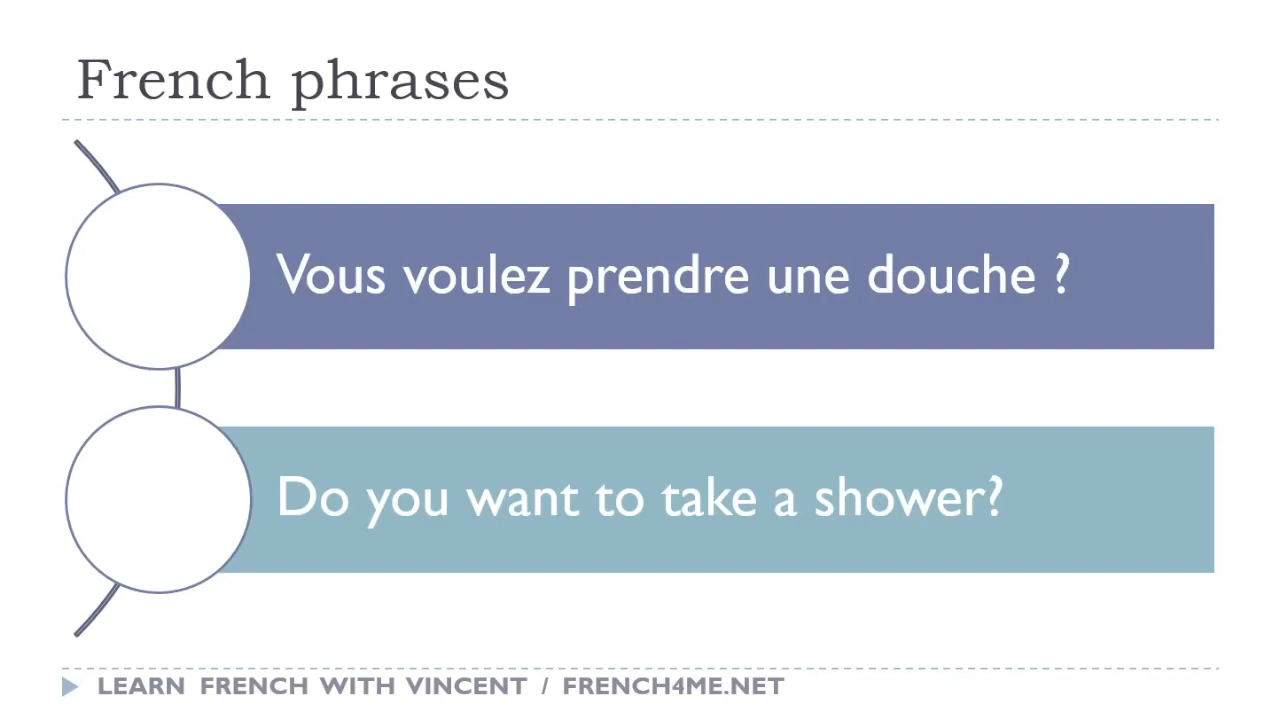 French phrases
Vous voulez prendre une douche ?
Do you want to take a shower?
LEARN FRENCH WITH VINCENT / FRENCH4ME.NET